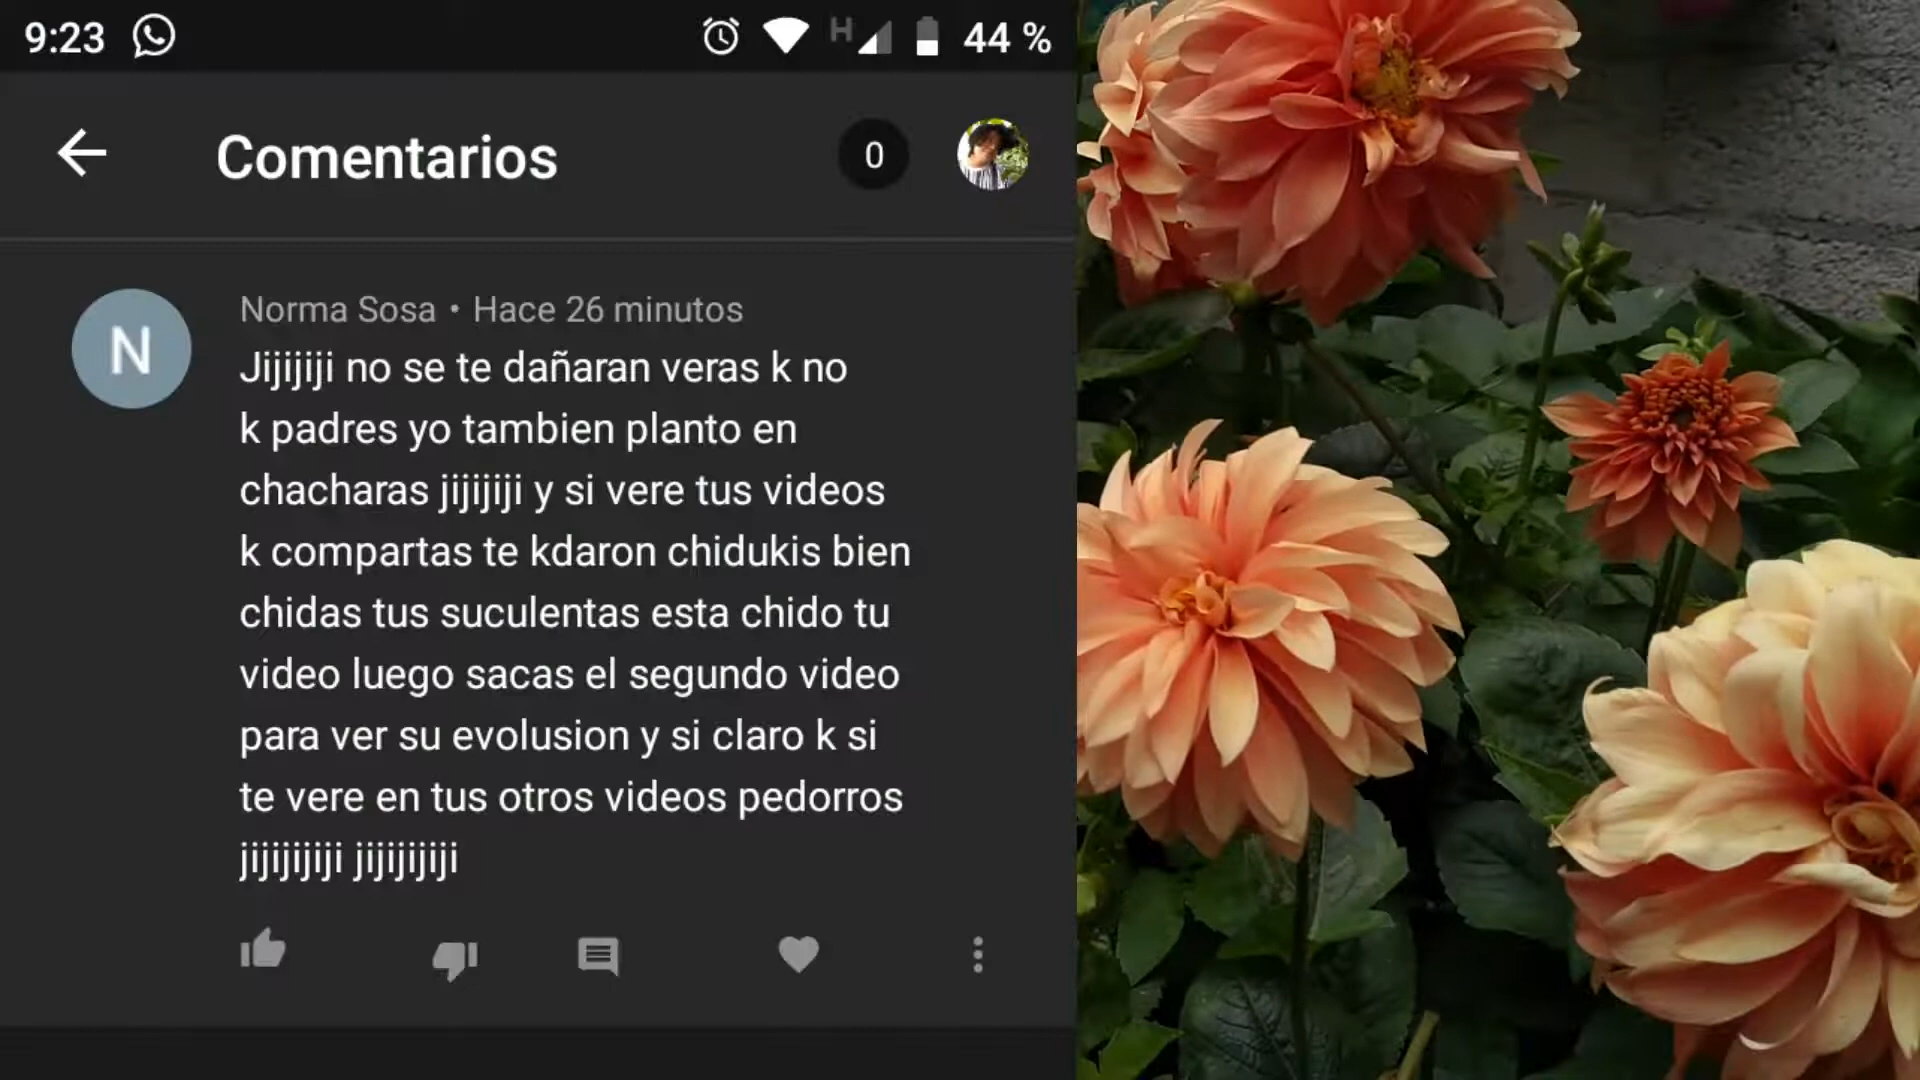 9:23
H
44 %
Comentarios
0
N
Norma Sosa • Hace 26 minutos
Jijijiji no se te dañaran veras k no
k padres yo tambien planto en
chacharas jijijiji y si vere tus videos
k compartas te kdaron chidukis bien
chidas tus suculentas esta chido tu
video luego sacas el segundo video
para ver su evolusion y si claro k si
te vere en tus otros videos pedorros
jijijijiji jijijijiji